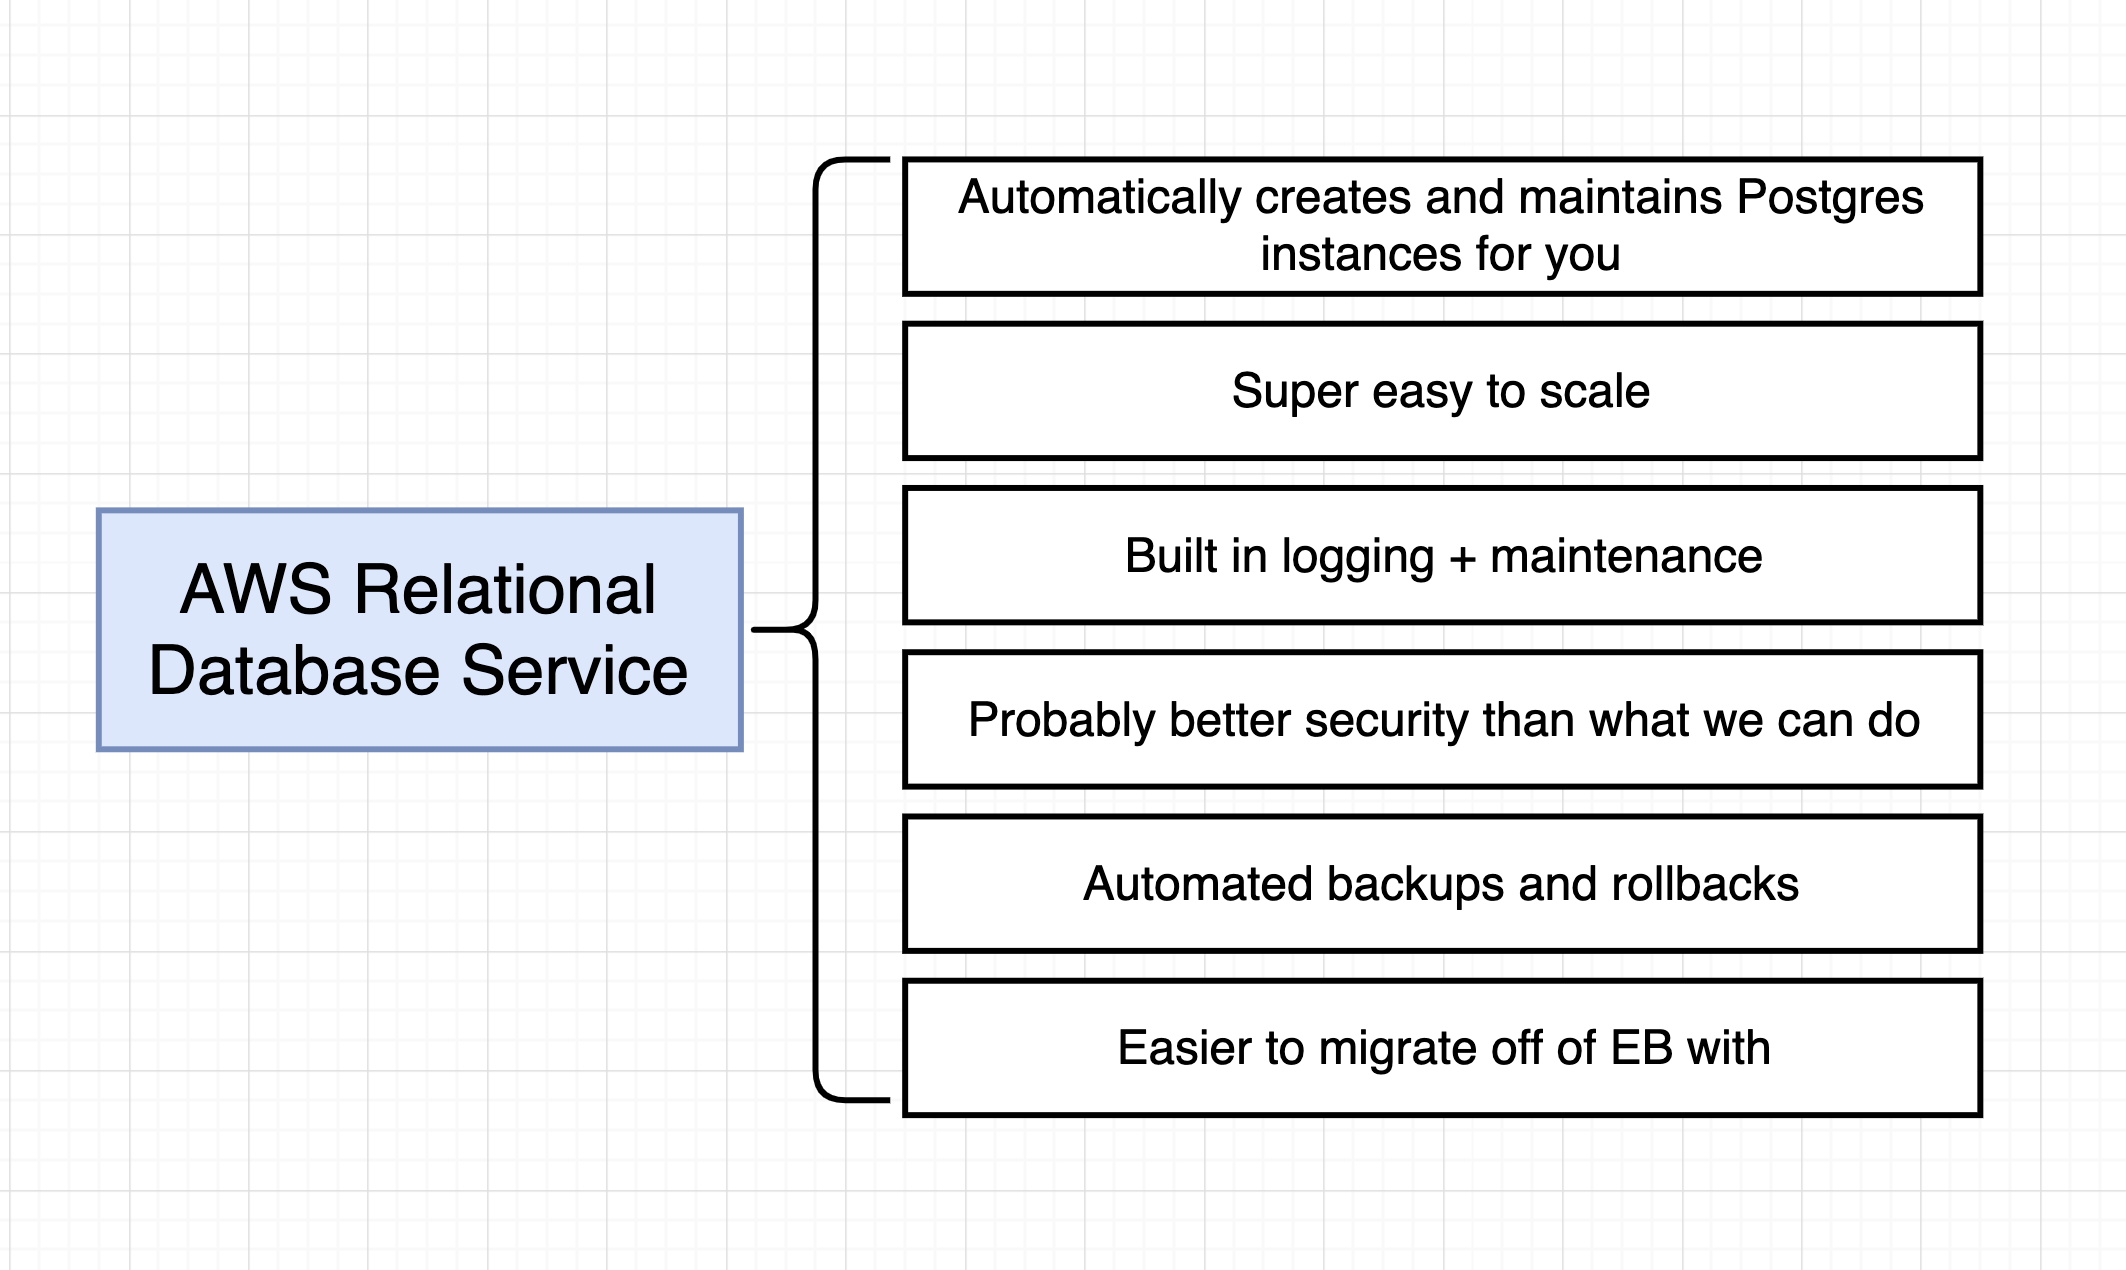 AWS Relational
Database Service
Automatically creates and maintains Postgres
instances for you
Super easy to scale
Built in logging + maintenance
Probably better security than what we can do
Automated backups and rollbacks
Easier to migrate off of EB with